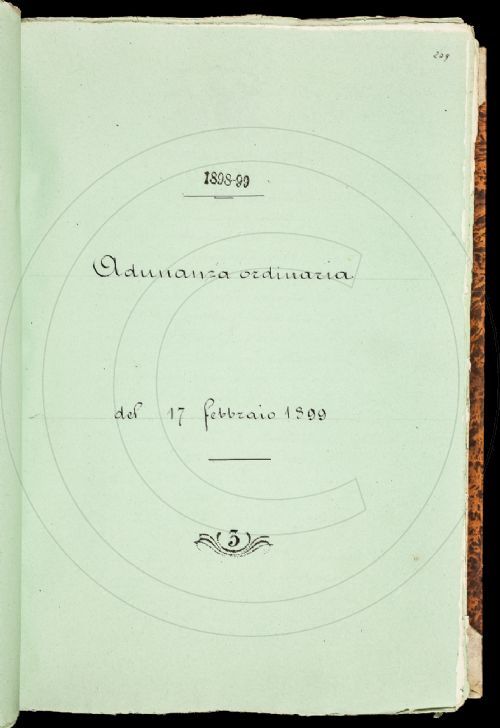 209
1898-99
Adunanza ordinaria
del 17 febbraio 1899
3